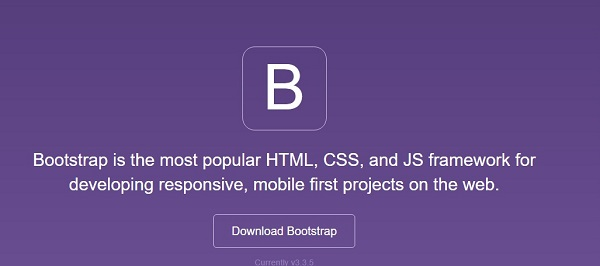 B
Bootstrap is the most popular HTML, CSS, and JS framework for
developing responsive, mobile first projects on the web.
Download Bootstrap
Currently v3.3.5